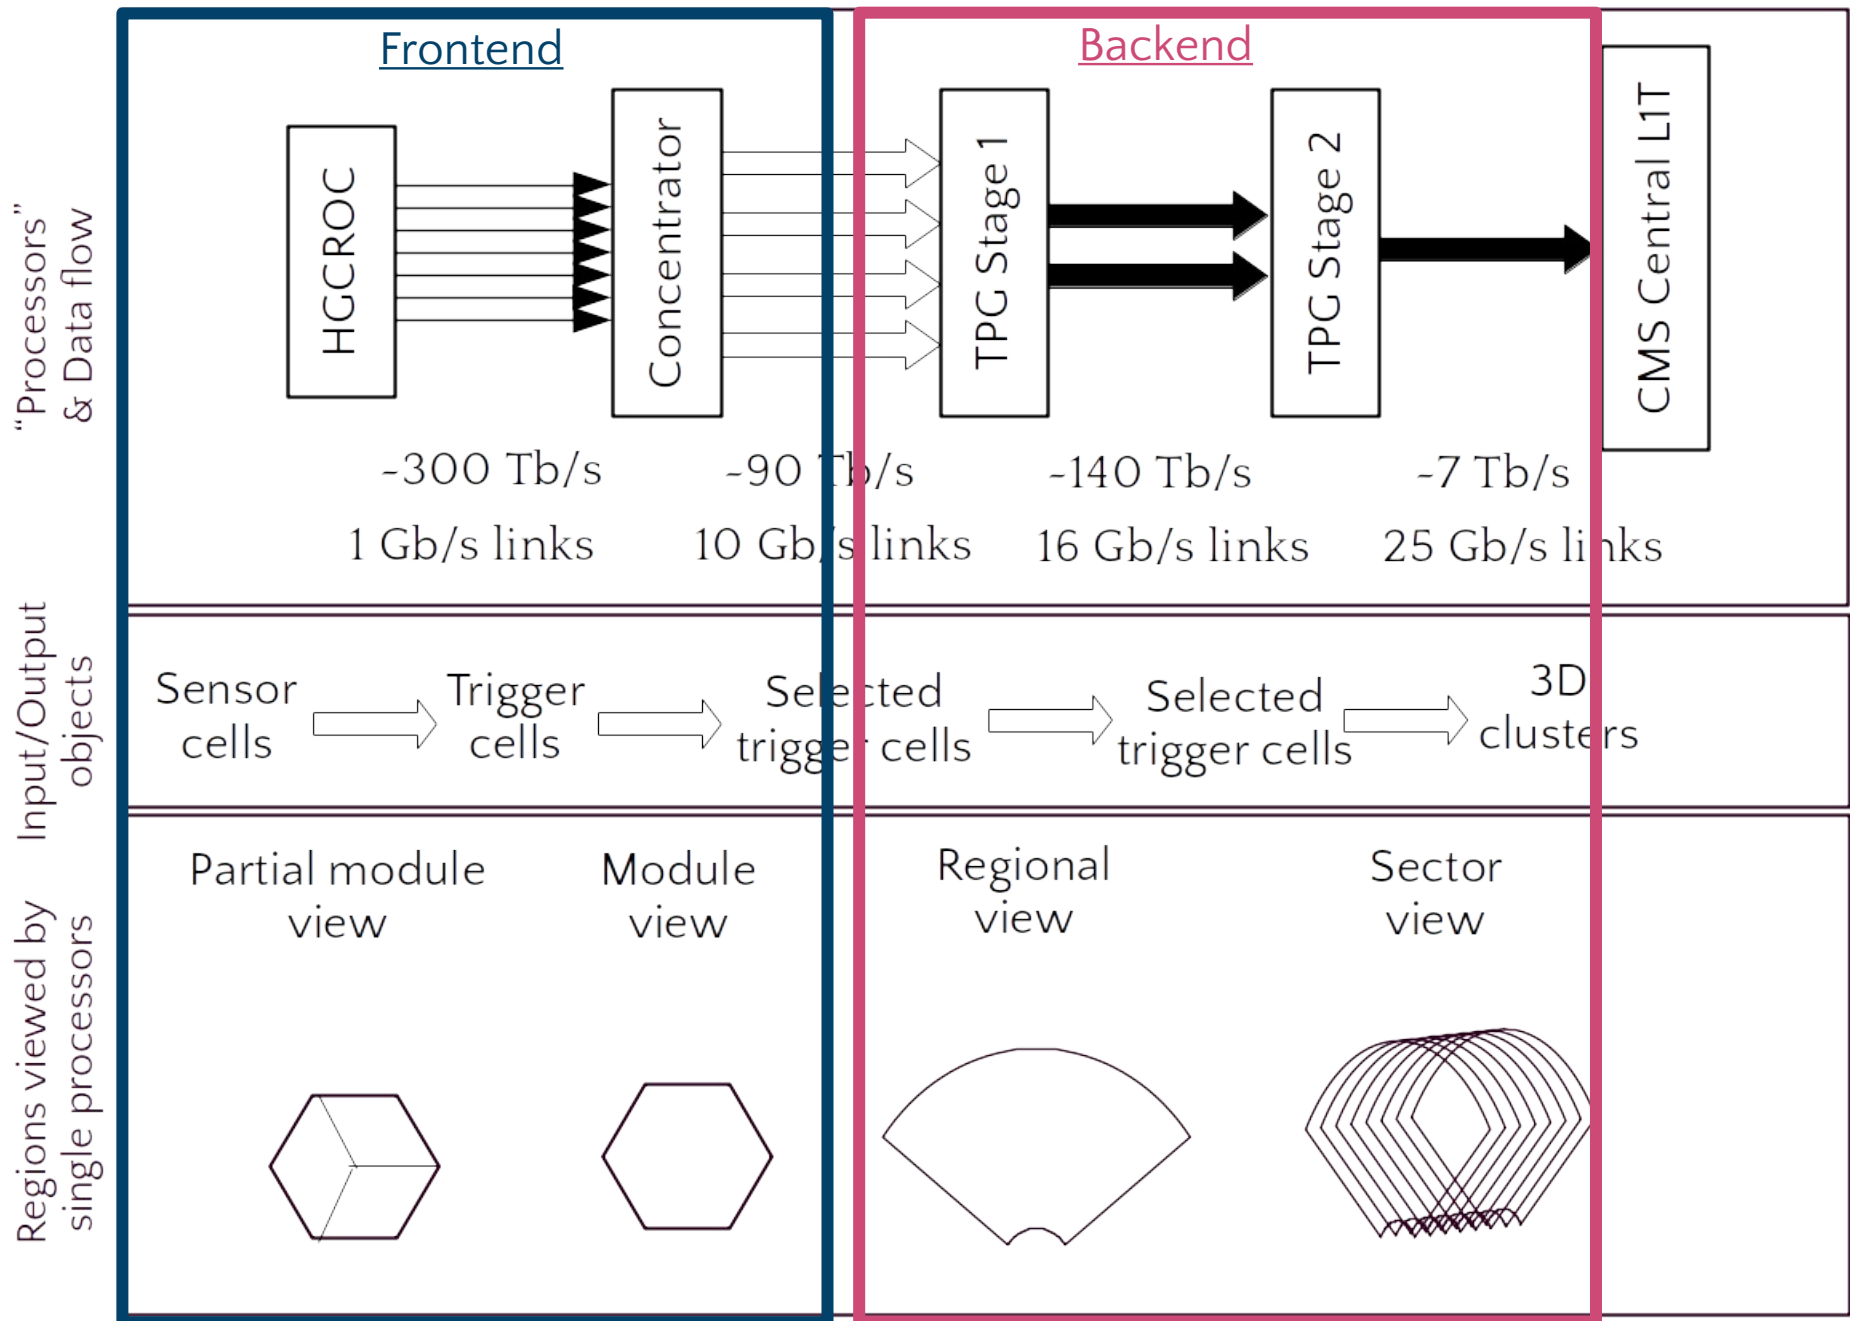 Frontend
Backend
"Processors"
& Data flow
HGCROC
Concentrator
TPG Stage 1
TPG Stage 2
CMS Central L1T
~300 Tb/s
~90 Tb/s
~140 Tb/s
~7 Tb/s
1 Gb/s links
10 Gb/s links
16 Gb/s links
25 Gb/s links
Input/Output
objects
Sensor
cells
Trigger
cells
Selected
trigger cells
Selected
trigger cells
3D
clusters
Regions viewed by
single processors
Partial module
view
Module
view
Regional
view
Sector
view